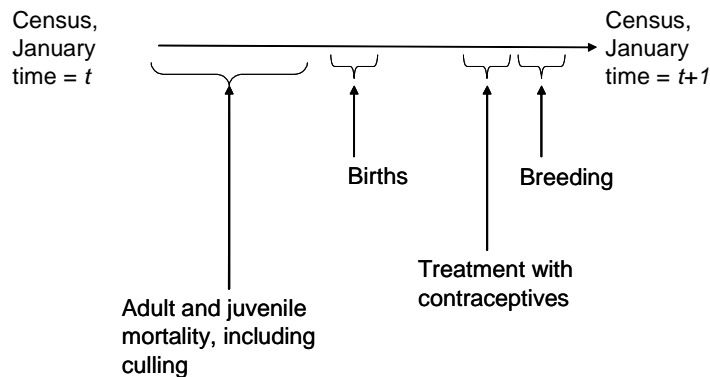 Census,
January
time = t
Census,
January
time = t+1
Births
Breeding
Treatment with
contraceptives
Adult and juvenile
mortality, including
culling